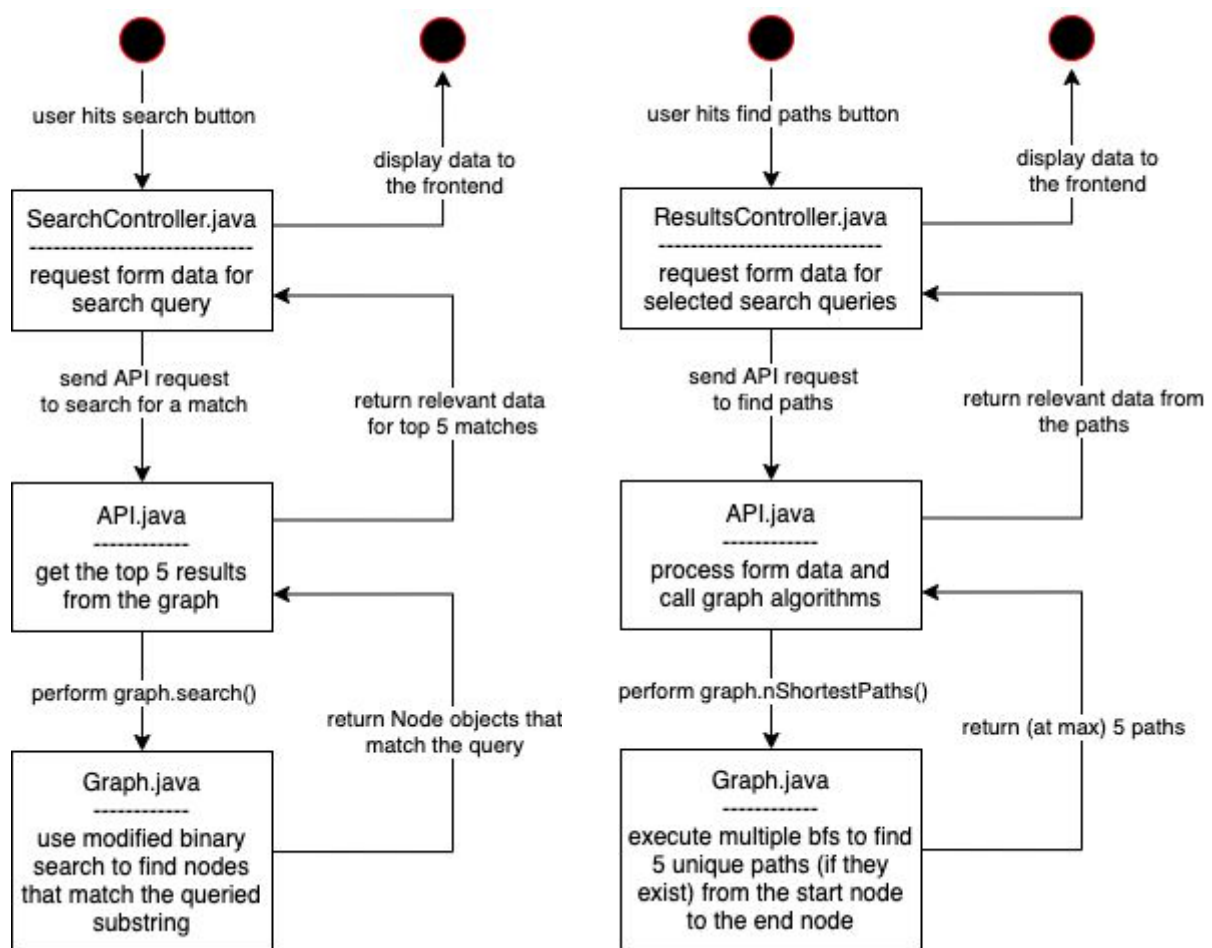 user hits search button
display data to
the frontend
SearchController.java
----------------------------
request form data for
search query
send API request
to search for a match
return relevant data
for top 5 matches
API.java
------------
get the top 5 results
from the graph
perform graph.search()
return Node objects that
match the query
Graph.java
------------
use modified binary
search to find nodes
that match the queried
substring
user hits find paths button
display data to
the frontend
ResultsController.java
----------------------------
request form data for
selected search queries
send API request
to find paths
return relevant data from
the paths
API.java
------------
process form data and
call graph algorithms
perform graph.nShortestPaths()
return (at max) 5 paths
Graph.java
------------
execute multiple bfs to find
5 unique paths (if they
exist) from the start node
to the end node